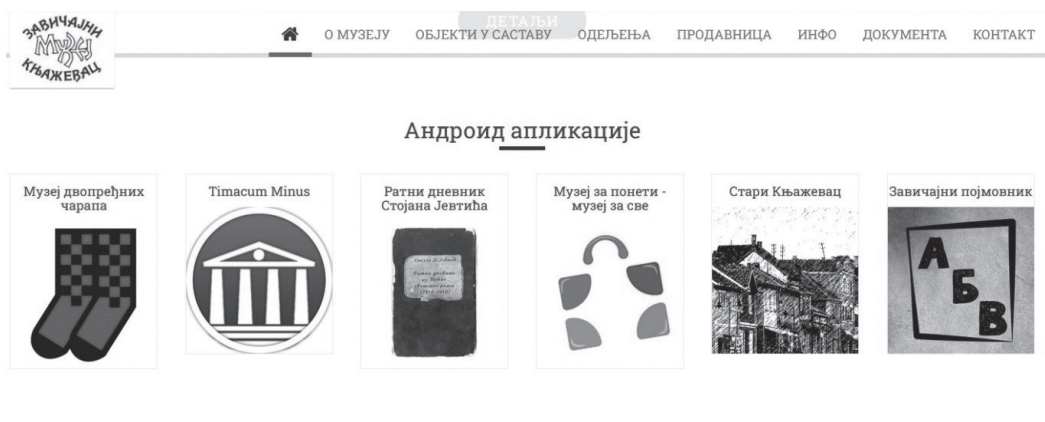 ЗАВИЧАЈНИ
Музеј
КЊАЖЕВАЦ
ДЕТАЉИ
О МУЗЕЈУ ОБЈЕКТИ У САСТАВУ ОДЕЉЕЊА ПРОДАВНИЦА ИНФО ДОКУМЕНТА КОНТАКТ
Андроид апликације
Музеј двопређних
чарапа
Timacum Minus
Ратни дневник
Стојана Јевтића
Музеј за понети -
музеј за све
Стари Књажевац
Завичајни појмовник
А
Б
В